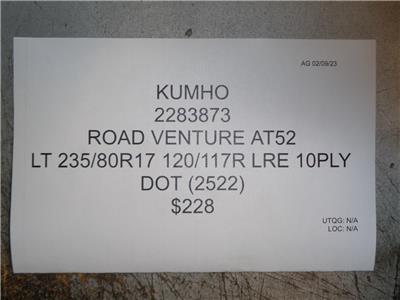 AG 02/09/23
KUMHO
2283873
ROAD VENTURE AT52
LT 235/80R17 120/117R LRE 10PLY
DOT (2522)
$228
UTQG: N/A
LOC: N/A